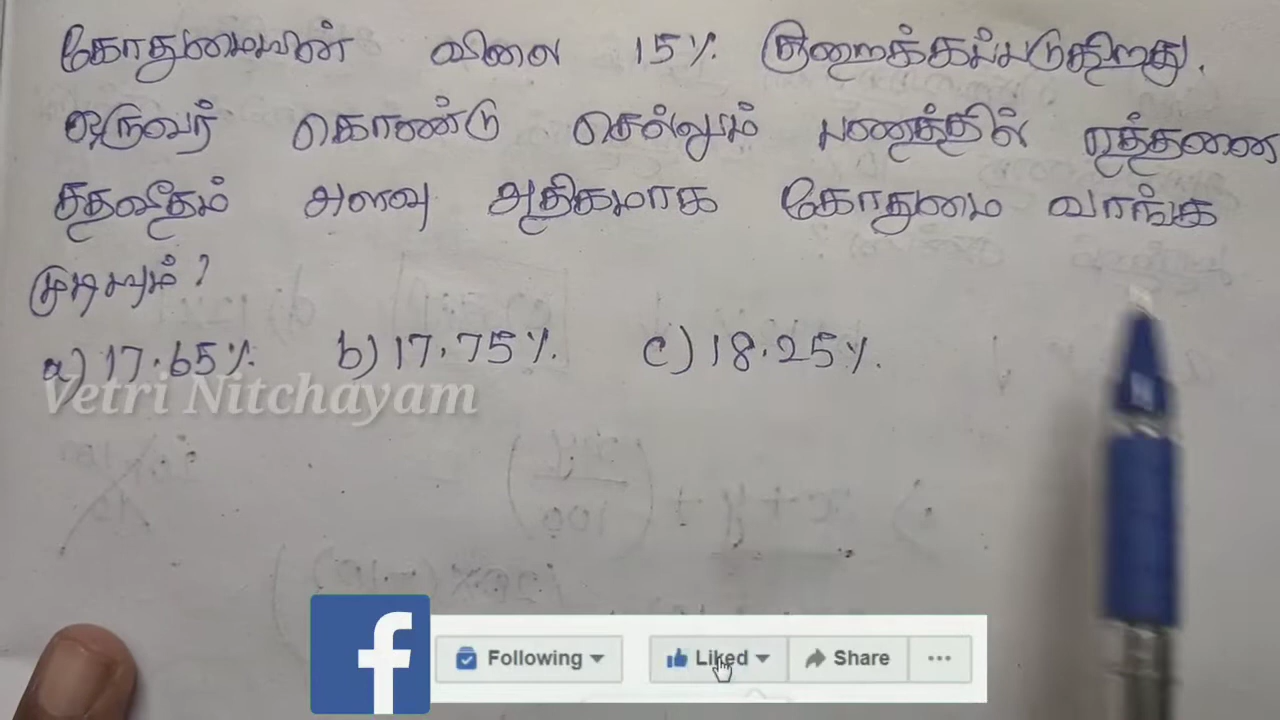 கோதுமையின் விலை 15% குறைக்கப்படுகிறது.
ஒருவர் கொண்டு செல்லும் பணத்தில் எத்தனை
சதவீதம் அளவு அதிகமாக கோதுமை வாங்க
முடியும்?
a) 17.65% b) 17.75% c) 18.25%
Vetri Nitchayam
f Following Liked Share ...